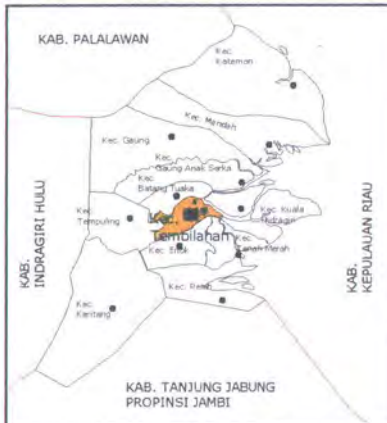 KAB. PALALAWAN
Kec.
Kateman
Kec. Mandah
Kec. Gaung
Kec.
Gaung Anak Serka
Kec.
Batang Tuaka
Kec.
Tempuling
Kec. Kuala
Indragiri
Tembilahan
Kec. Enok
Kec.
Tanah Merah
Kec. Reteh
Kec.
Keritang
KAB.
INDRAGIRI HULU
KAB.
KEPULAUAN RIAU
KAB. TANJUNG JABUNG
PROPINSI JAMBI